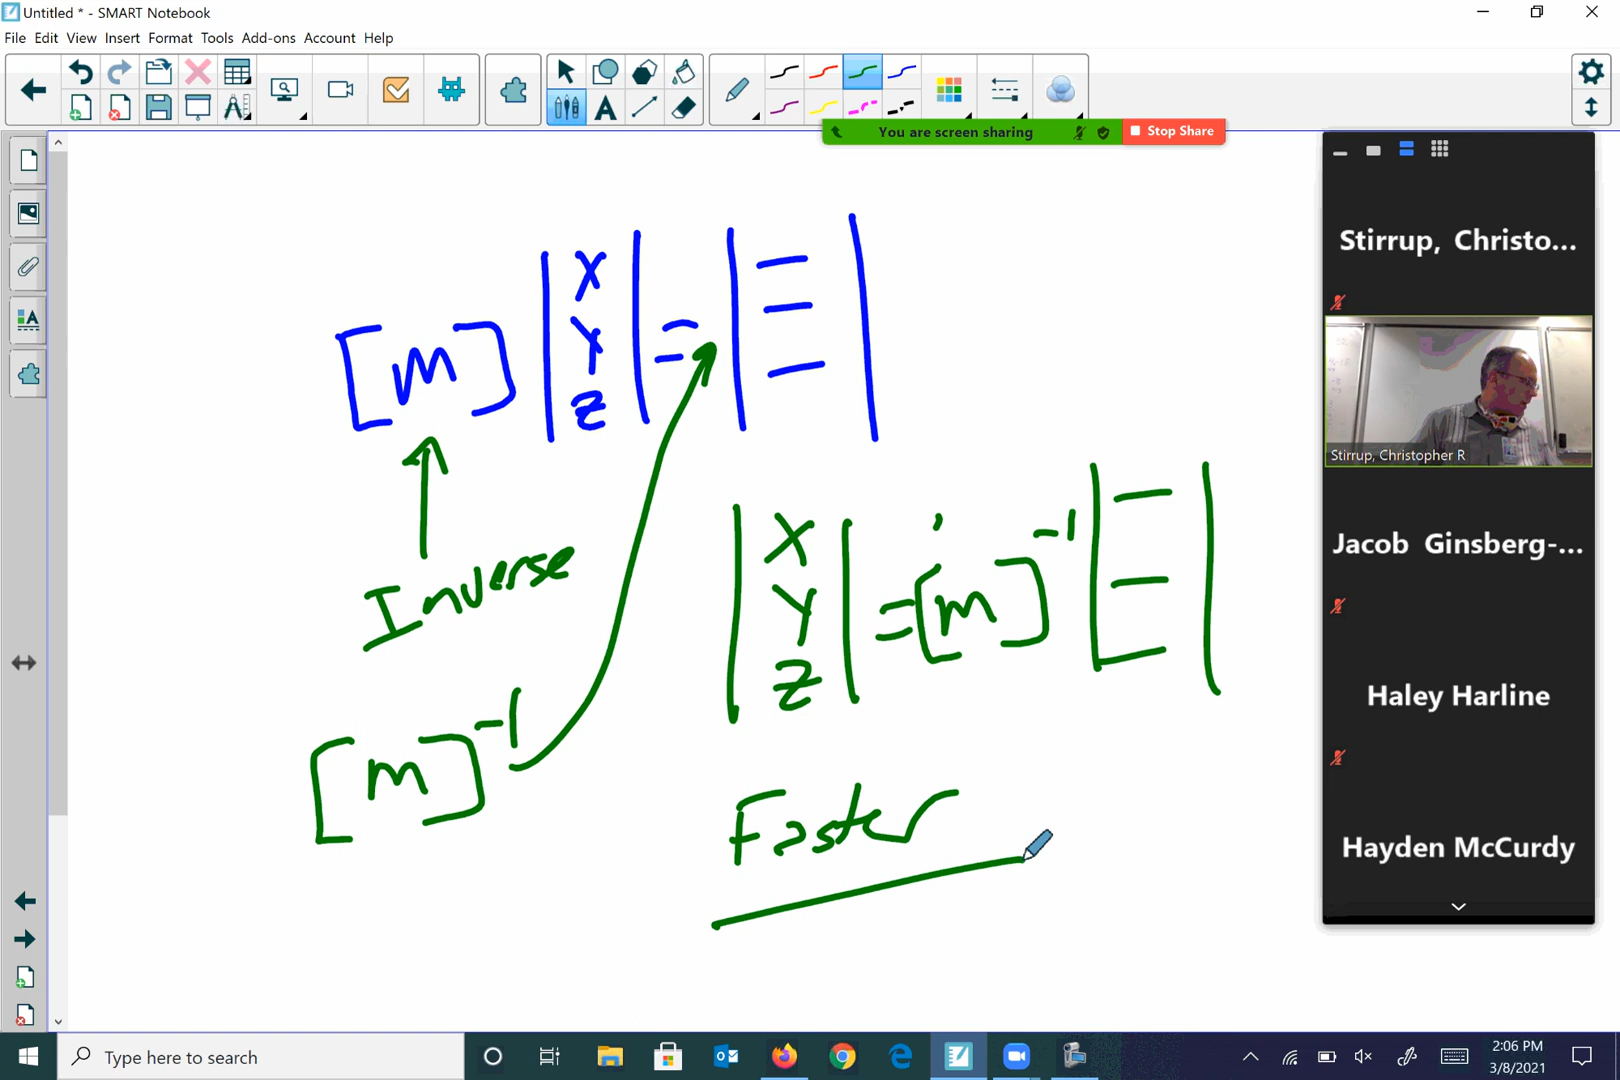 Untitled * - SMART Notebook
File Edit View Insert Format Tools Add-ons Account Help
You are screen sharing
Stop Share
[m] | X Y Z | = | — — — |
Inverse
[m]⁻¹
| X Y Z | = [m]⁻¹ | — — — |
Faster
Stirrup, Christo...
Stirrup, Christopher R
Jacob Ginsberg-...
Haley Harline
Hayden McCurdy
Type here to search
2:06 PM
3/8/2021